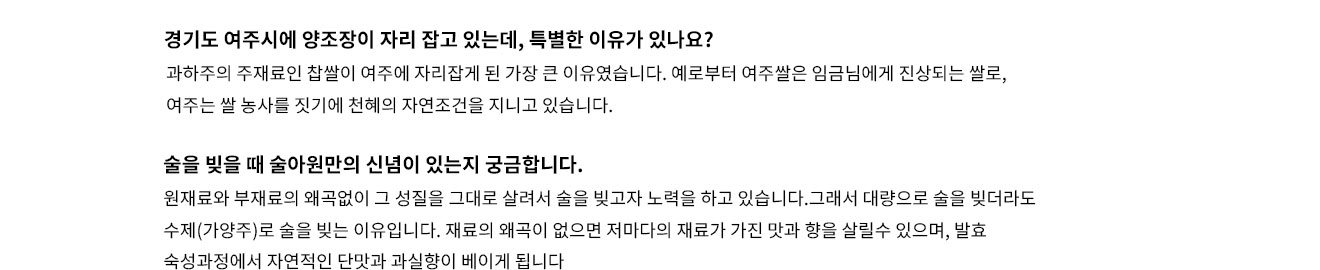 경기도 여주시에 양조장이 자리 잡고 있는데, 특별한 이유가 있나요?
과하주의 주재료인 찹쌀이 여주에 자리잡게 된 가장 큰 이유였습니다. 예로부터 여주쌀은 임금님에게 진상되는 쌀로,
여주는 쌀 농사를 짓기에 천혜의 자연조건을 지니고 있습니다.
술을 빚을 때 술아원만의 신념이 있는지 궁금합니다.
원재료와 부재료의 왜곡없이 그 성질을 그대로 살려서 술을 빚고자 노력을 하고 있습니다.그래서 대량으로 술을 빚더라도
수제(가양주)로 술을 빚는 이유입니다. 재료의 왜곡이 없으면 저마다의 재료가 가진 맛과 향을 살릴수 있으며, 발효
숙성과정에서 자연적인 단맛과 과실향이 베이게 됩니다